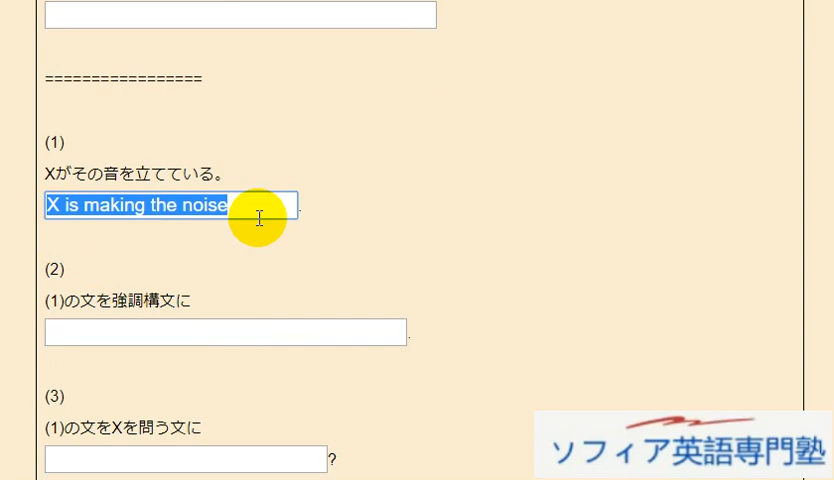 =================
(1)
Xがその音を立てている。
X is making the noise.
(2)
(1)の文を強調構文に
.
(3)
(1)の文をXを問う文に
?
ソフィア英語専門塾